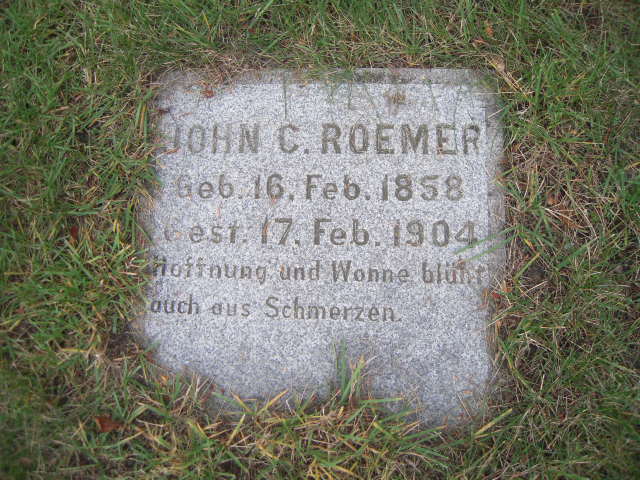 JOHN C. ROEMER
Geb. 16. Feb. 1858
Gest. 17. Feb. 1904
Hoffnung und Wonne blüht
auch aus Schmerzen.